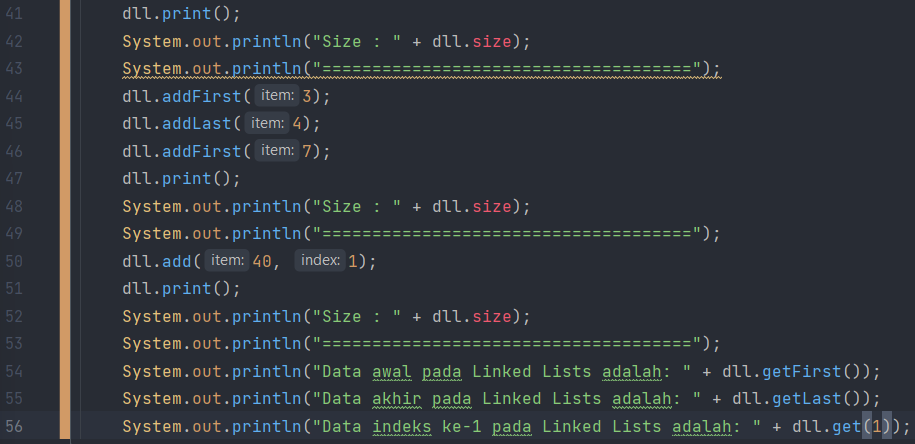 41 dll.print();
42 System.out.println("Size : " + dll.size);
43 System.out.println("=====================================");
44 dll.addFirst( item: 3);
45 dll.addLast( item: 4);
46 dll.addFirst( item: 7);
47 dll.print();
48 System.out.println("Size : " + dll.size);
49 System.out.println("=====================================");
50 dll.add( item: 40, index: 1);
51 dll.print();
52 System.out.println("Size : " + dll.size);
53 System.out.println("=====================================");
54 System.out.println("Data awal pada Linked Lists adalah: " + dll.getFirst());
55 System.out.println("Data akhir pada Linked Lists adalah: " + dll.getLast());
56 System.out.println("Data indeks ke-1 pada Linked Lists adalah: " + dll.get(1));